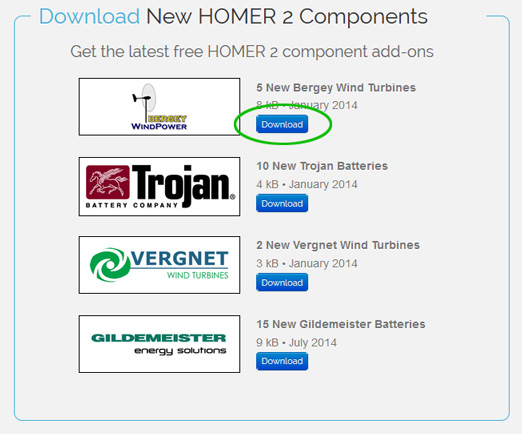 Download New HOMER 2 Components
Get the latest free HOMER 2 component add-ons
BERGEY
WINDPOWER
5 New Bergey Wind Turbines
8 kB • January 2014
Download
Trojan®
BATTERY COMPANY
10 New Trojan Batteries
4 kB • January 2014
Download
VERGNET
WIND TURBINES
2 New Vergnet Wind Turbines
3 kB • January 2014
Download
GILDEMEISTER
energy solutions
15 New Gildemeister Batteries
9 kB • July 2014
Download